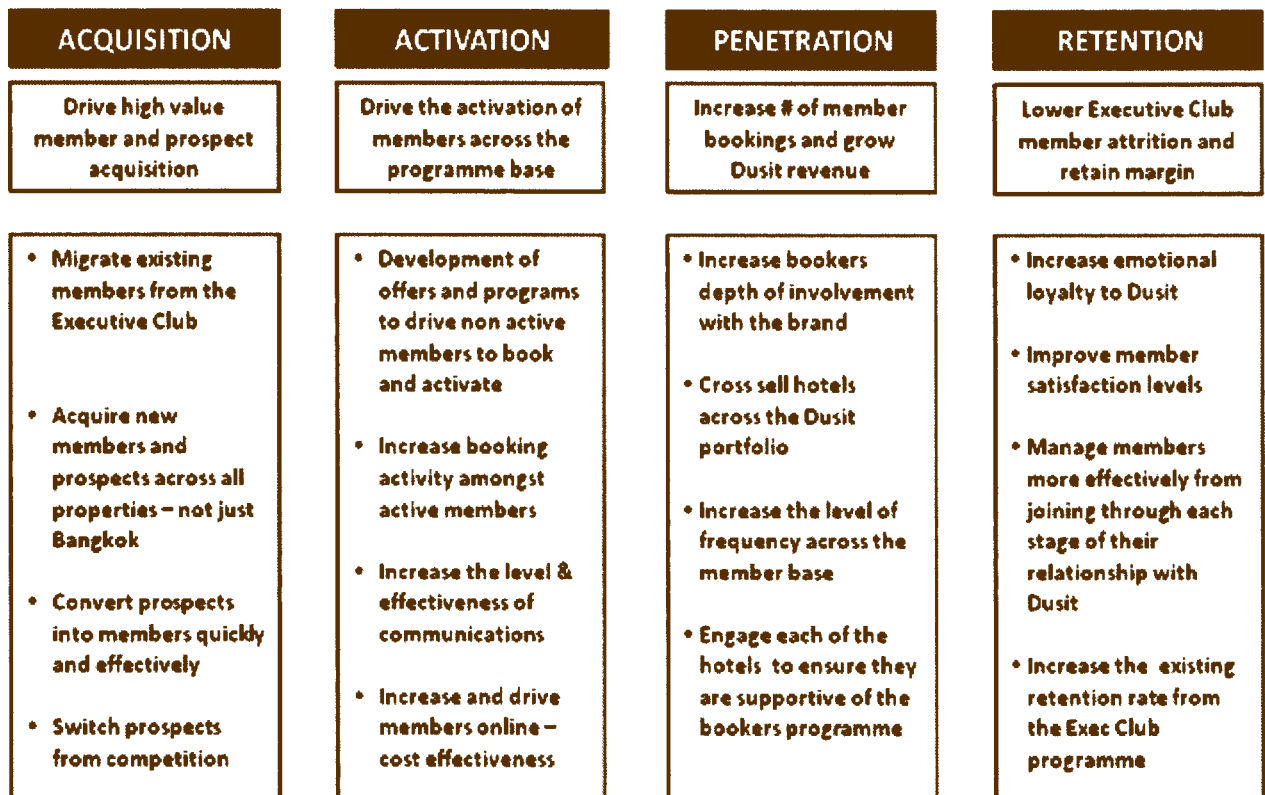 ACQUISITION
Drive high value
member and prospect
acquisition
• Migrate existing
members from the
Executive Club
• Acquire new
members and
prospects across all
properties – not just
Bangkok
• Convert prospects
into members quickly
and effectively
• Switch prospects
from competition
ACTIVATION
Drive the activation of
members across the
programme base
• Development of
offers and programs
to drive non active
members to book
and activate
• Increase booking
activity amongst
active members
• Increase the level &
effectiveness of
communications
• Increase and drive
members online –
cost effectiveness
PENETRATION
Increase # of member
bookings and grow
Dusit revenue
• Increase bookers
depth of involvement
with the brand
• Cross sell hotels
across the Dusit
portfolio
• Increase the level of
frequency across the
member base
• Engage each of the
hotels to ensure they
are supportive of the
bookers programme
RETENTION
Lower Executive Club
member attrition and
retain margin
• Increase emotional
loyalty to Dusit
• Improve member
satisfaction levels
• Manage members
more effectively from
joining through each
stage of their
relationship with
Dusit
• Increase the existing
retention rate from
the Exec Club
programme